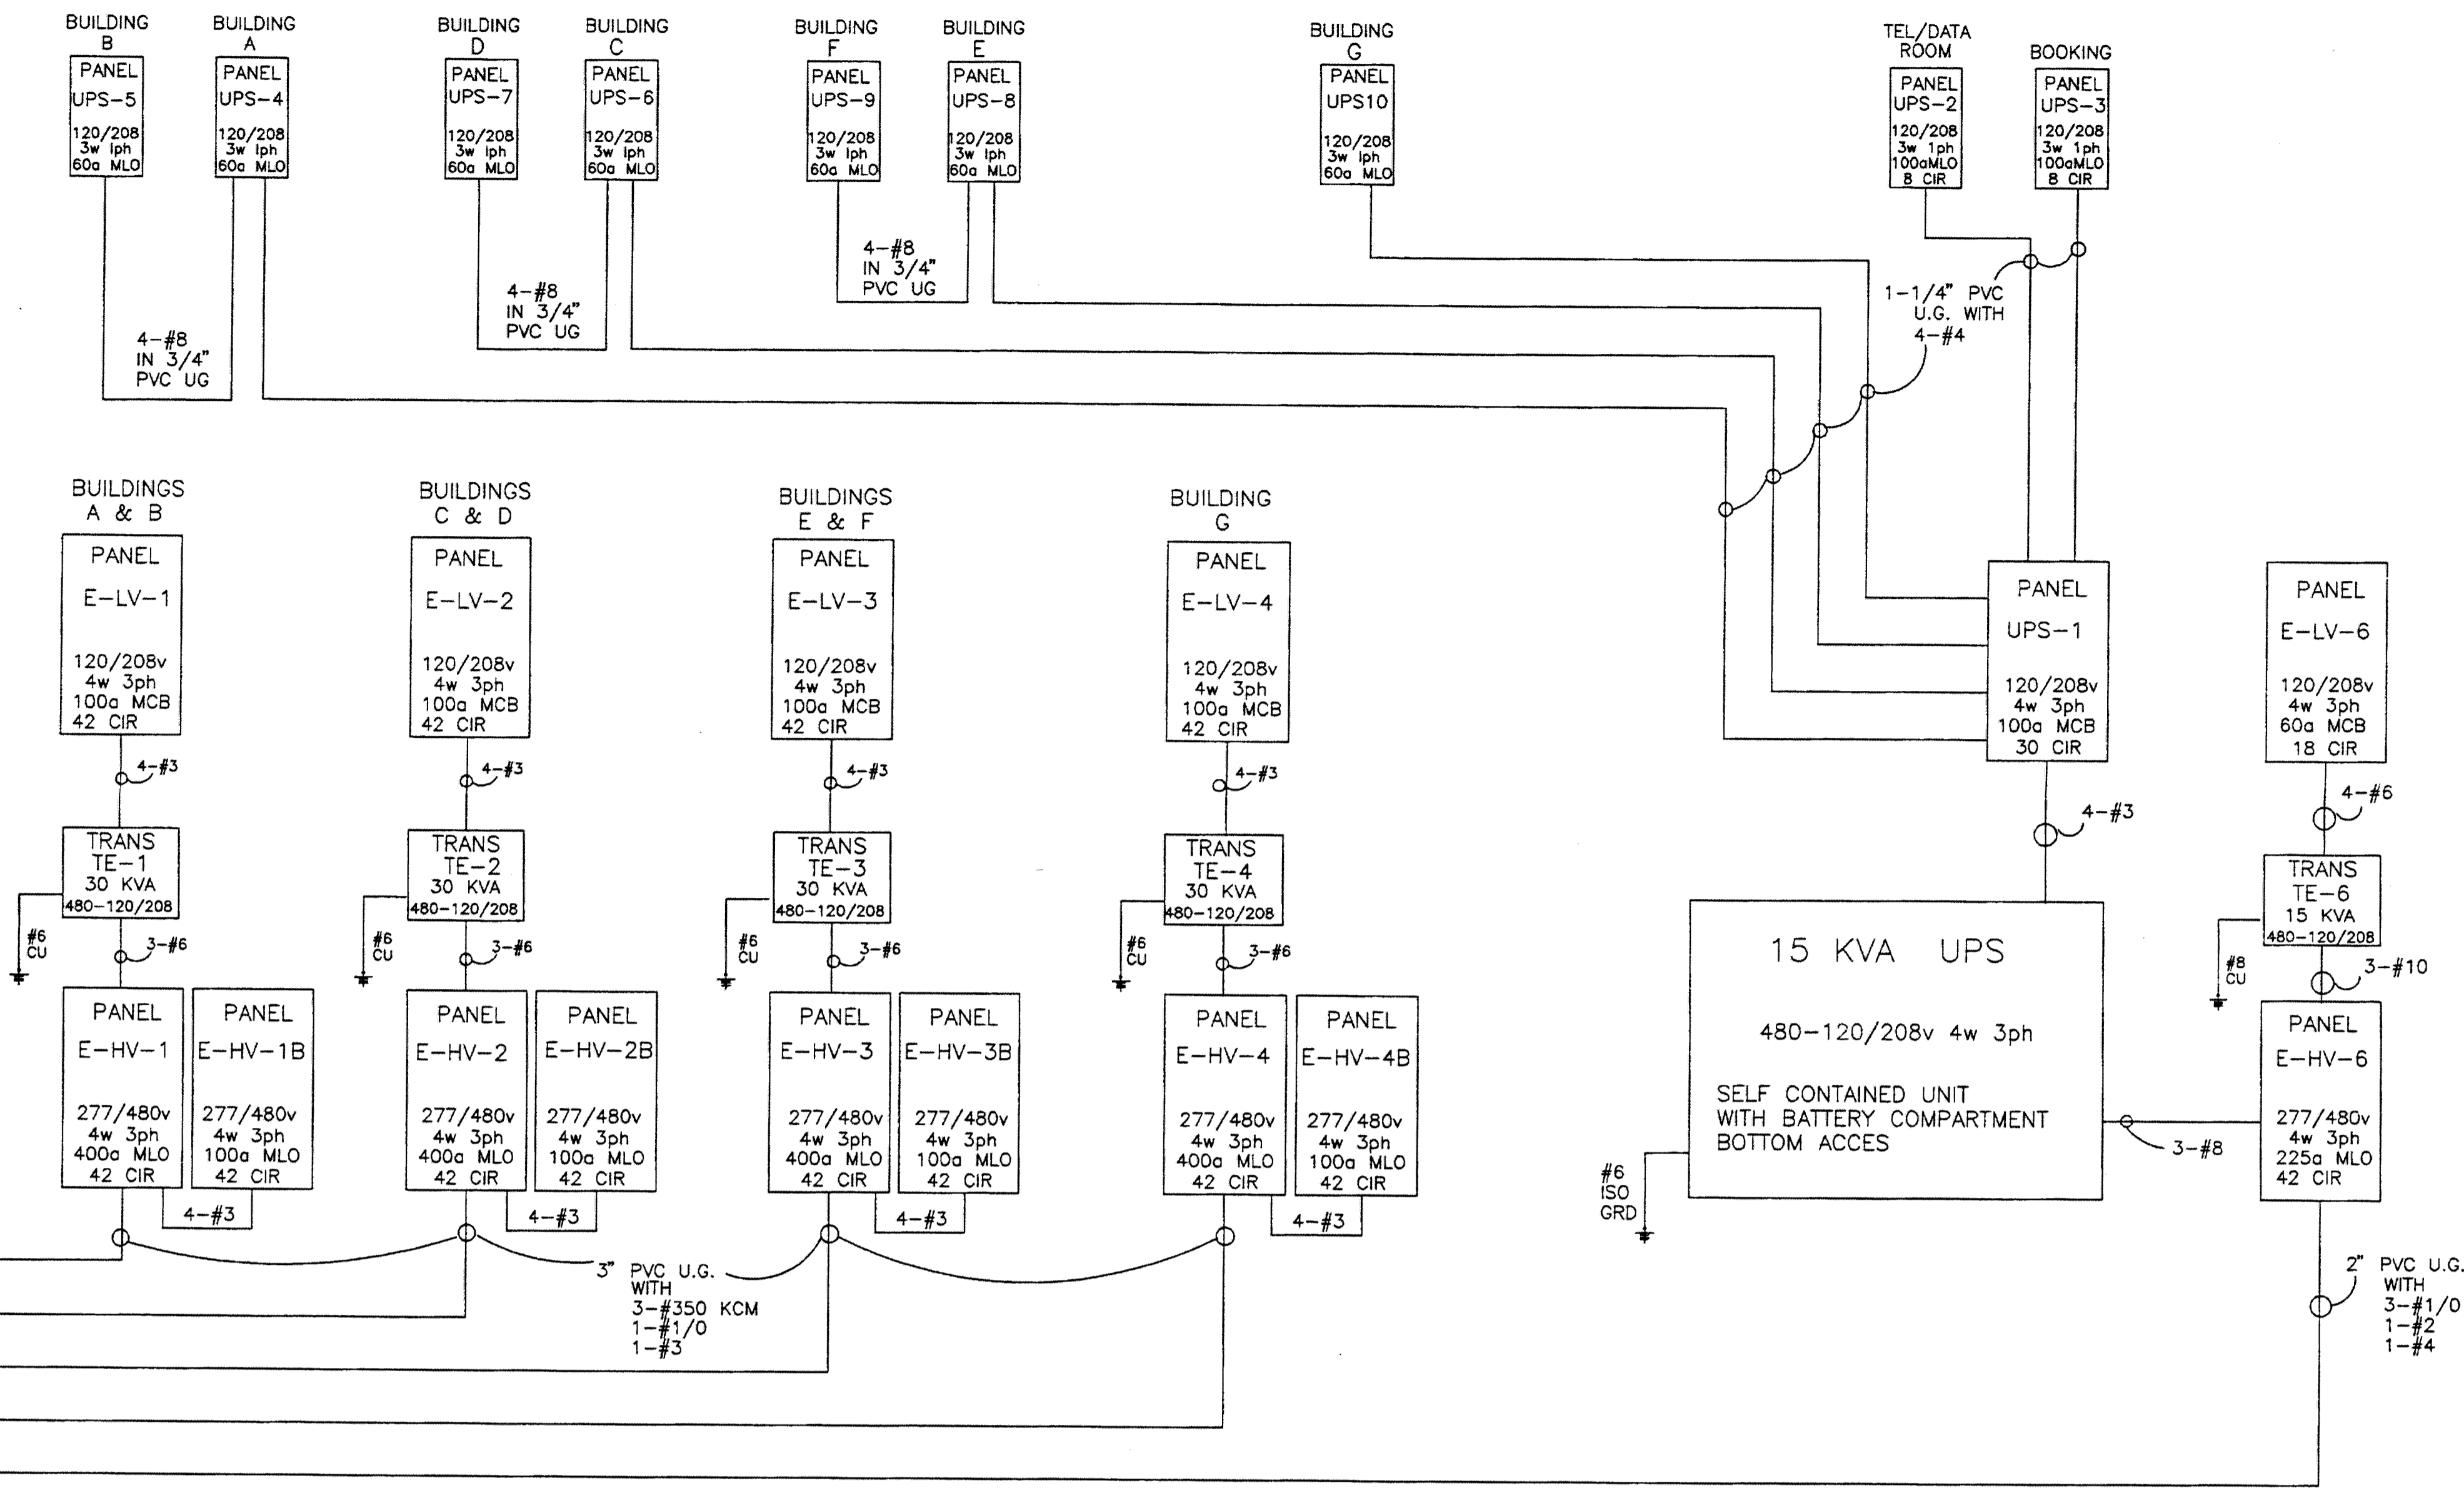 BUILDING
B
PANEL
UPS-5
120/208
3w 1ph
60a MLO
BUILDING
A
PANEL
UPS-4
120/208
3w 1ph
60a MLO
4-#8
IN 3/4"
PVC UG
BUILDING
D
PANEL
UPS-7
120/208
3w 1ph
60a MLO
BUILDING
C
PANEL
UPS-6
120/208
3w 1ph
60a MLO
4-#8
IN 3/4"
PVC UG
BUILDING
F
PANEL
UPS-9
120/208
3w 1ph
60a MLO
BUILDING
E
PANEL
UPS-8
120/208
3w 1ph
60a MLO
4-#8
IN 3/4"
PVC UG
BUILDING
G
PANEL
UPS10
120/208
3w 1ph
60a MLO
TEL/DATA
ROOM
PANEL
UPS-2
120/208
3w 1ph
100aMLO
8 CIR
BOOKING
PANEL
UPS-3
120/208
3w 1ph
100aMLO
8 CIR
1-1/4" PVC
U.G. WITH
4-#4
BUILDINGS
A & B
PANEL
E-LV-1
120/208v
4w 3ph
100a MCB
42 CIR
4-#3
TRANS
TE-1
30 KVA
480-120/208
#6
CU
3-#6
PANEL
E-HV-1
277/480v
4w 3ph
400a MLO
42 CIR
PANEL
E-HV-1B
277/480v
4w 3ph
100a MLO
42 CIR
4-#3
BUILDINGS
C & D
PANEL
E-LV-2
120/208v
4w 3ph
100a MCB
42 CIR
4-#3
TRANS
TE-2
30 KVA
480-120/208
#6
CU
3-#6
PANEL
E-HV-2
277/480v
4w 3ph
400a MLO
42 CIR
PANEL
E-HV-2B
277/480v
4w 3ph
100a MLO
42 CIR
4-#3
3" PVC U.G.
WITH
3-#350 KCM
1-#1/0
1-#3
BUILDINGS
E & F
PANEL
E-LV-3
120/208v
4w 3ph
100a MCB
42 CIR
4-#3
TRANS
TE-3
30 KVA
480-120/208
#6
CU
3-#6
PANEL
E-HV-3
277/480v
4w 3ph
400a MLO
42 CIR
PANEL
E-HV-3B
277/480v
4w 3ph
100a MLO
42 CIR
4-#3
BUILDING
G
PANEL
E-LV-4
120/208v
4w 3ph
100a MCB
42 CIR
4-#3
TRANS
TE-4
30 KVA
480-120/208
#6
CU
3-#6
PANEL
E-HV-4
277/480v
4w 3ph
400a MLO
42 CIR
PANEL
E-HV-4B
277/480v
4w 3ph
100a MLO
42 CIR
4-#3
PANEL
UPS-1
120/208v
4w 3ph
100a MCB
30 CIR
4-#3
15 KVA UPS
480-120/208v 4w 3ph
SELF CONTAINED UNIT
WITH BATTERY COMPARTMENT
BOTTOM ACCES
#6
ISO
GRD
3-#8
PANEL
E-LV-6
120/208v
4w 3ph
60a MCB
18 CIR
4-#6
TRANS
TE-6
15 KVA
480-120/208
#8
CU
3-#10
PANEL
E-HV-6
277/480v
4w 3ph
225a MLO
42 CIR
2" PVC U.G.
WITH
3-#1/0
1-#2
1-#4